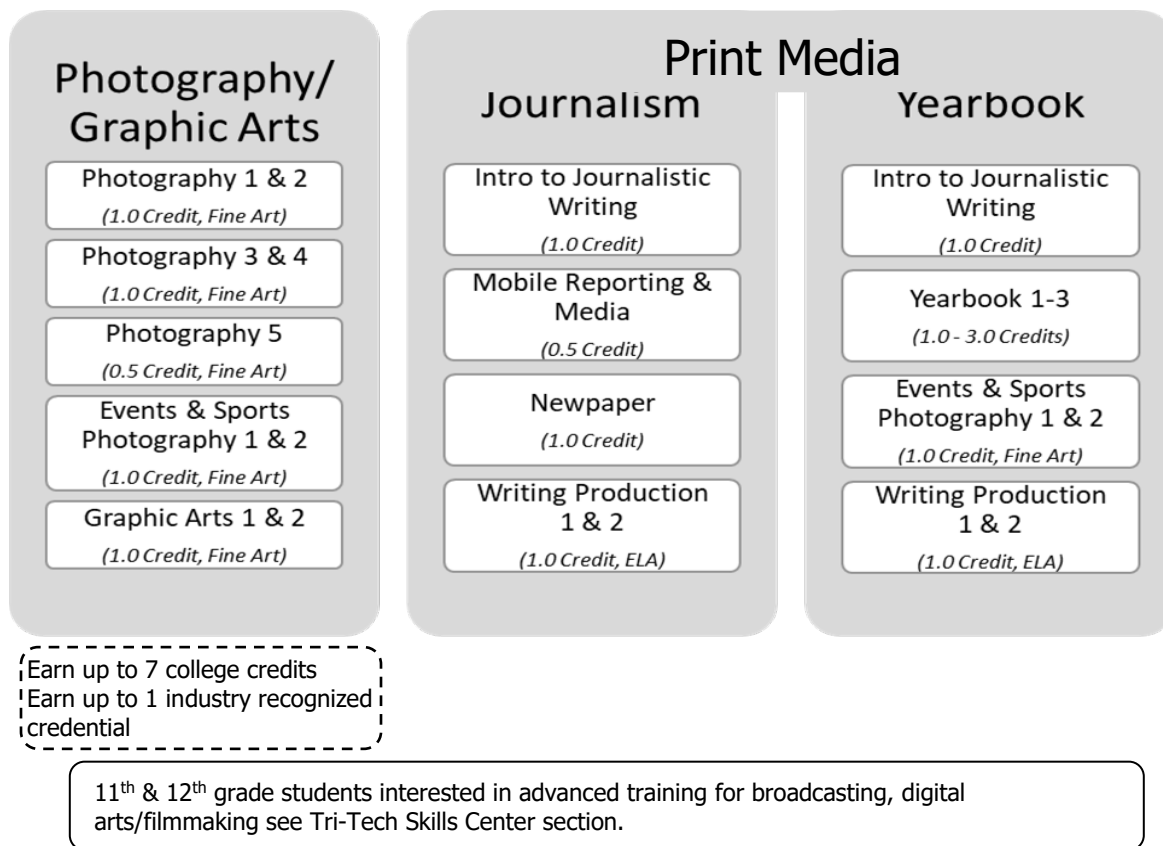 Photography/
Graphic Arts
Photography 1 & 2
(1.0 Credit, Fine Art)
Photography 3 & 4
(1.0 Credit, Fine Art)
Photography 5
(0.5 Credit, Fine Art)
Events & Sports
Photography 1 & 2
(1.0 Credit, Fine Art)
Graphic Arts 1 & 2
(1.0 Credit, Fine Art)
Earn up to 7 college credits
Earn up to 1 industry recognized
credential
Print Media
Journalism
Intro to Journalistic
Writing
(1.0 Credit)
Mobile Reporting &
Media
(0.5 Credit)
Newpaper
(1.0 Credit)
Writing Production
1 & 2
(1.0 Credit, ELA)
Yearbook
Intro to Journalistic
Writing
(1.0 Credit)
Yearbook 1-3
(1.0 - 3.0 Credits)
Events & Sports
Photography 1 & 2
(1.0 Credit, Fine Art)
Writing Production
1 & 2
(1.0 Credit, ELA)
11th & 12th grade students interested in advanced training for broadcasting, digital
arts/filmmaking see Tri-Tech Skills Center section.